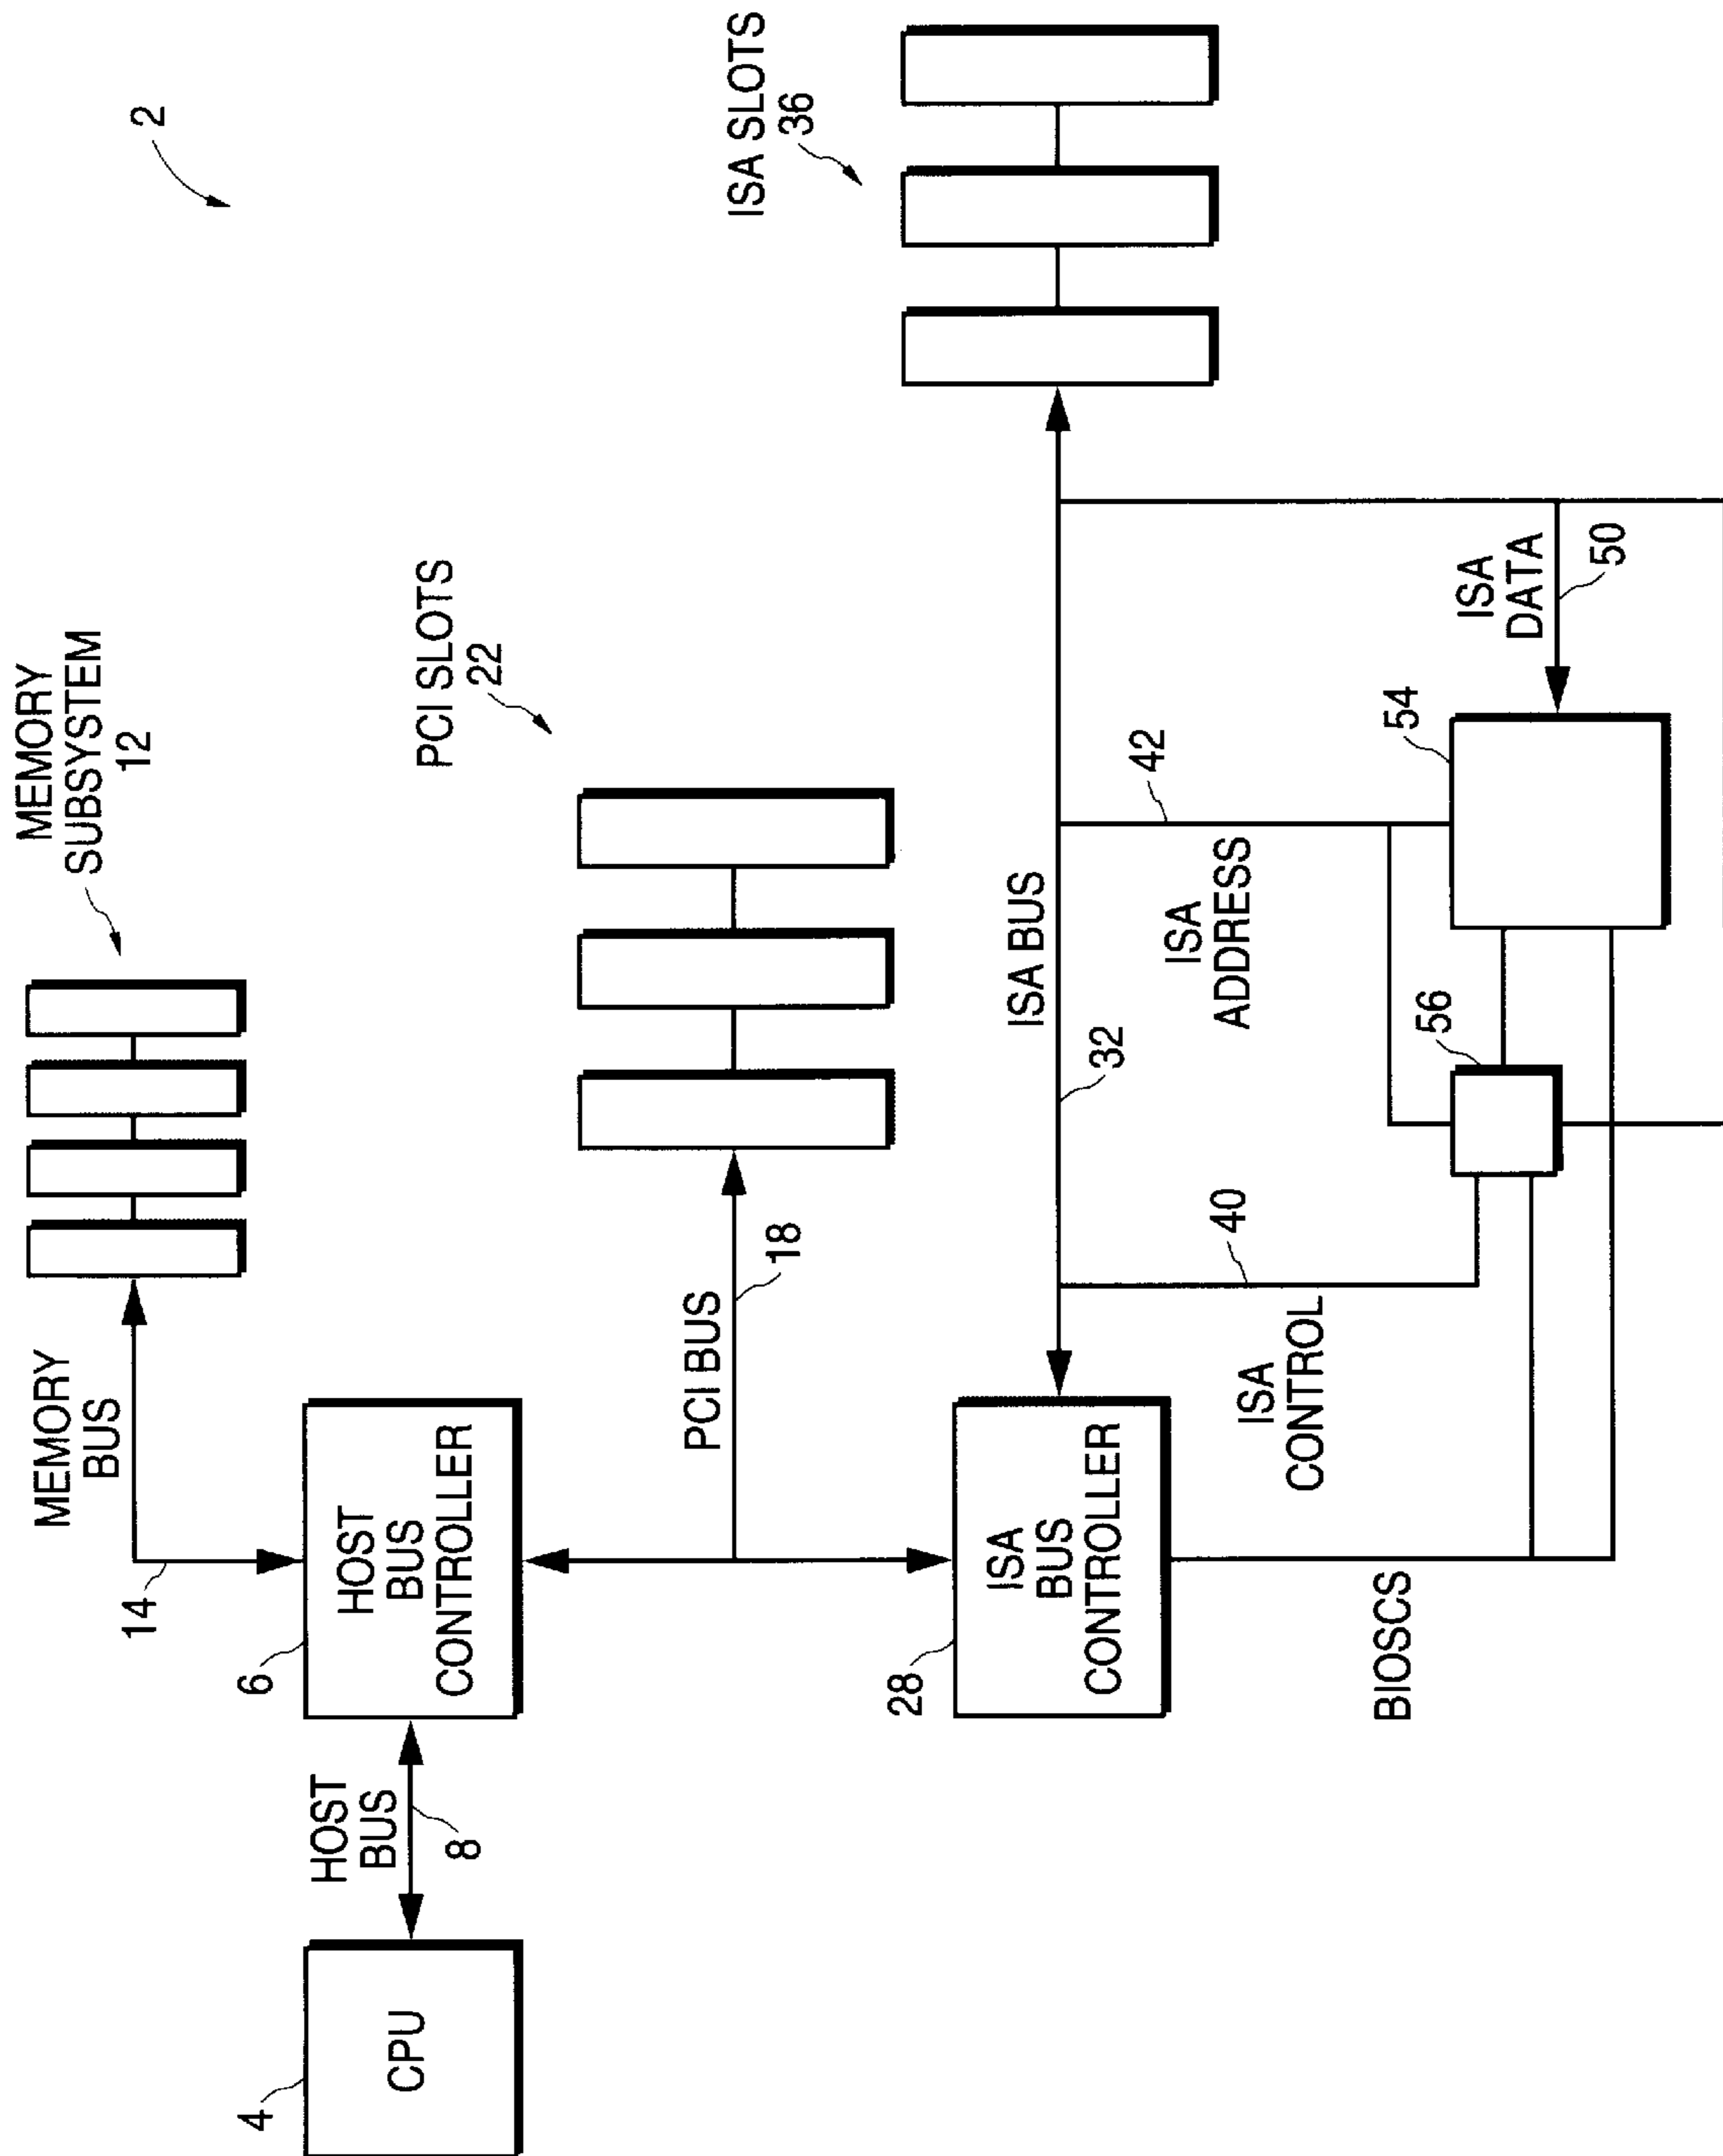 2
MEMORY
SUBSYSTEM
12
MEMORY
BUS
14
HOST
BUS
CONTROLLER
6
HOST
BUS
8
CPU
4
PCI SLOTS
22
PCI BUS
18
ISA SLOTS
36
ISA BUS
32
ISA
BUS
CONTROLLER
28
ISA
ADDRESS
42
ISA
CONTROL
40
ISA
DATA
50
54
56
BIOSCS